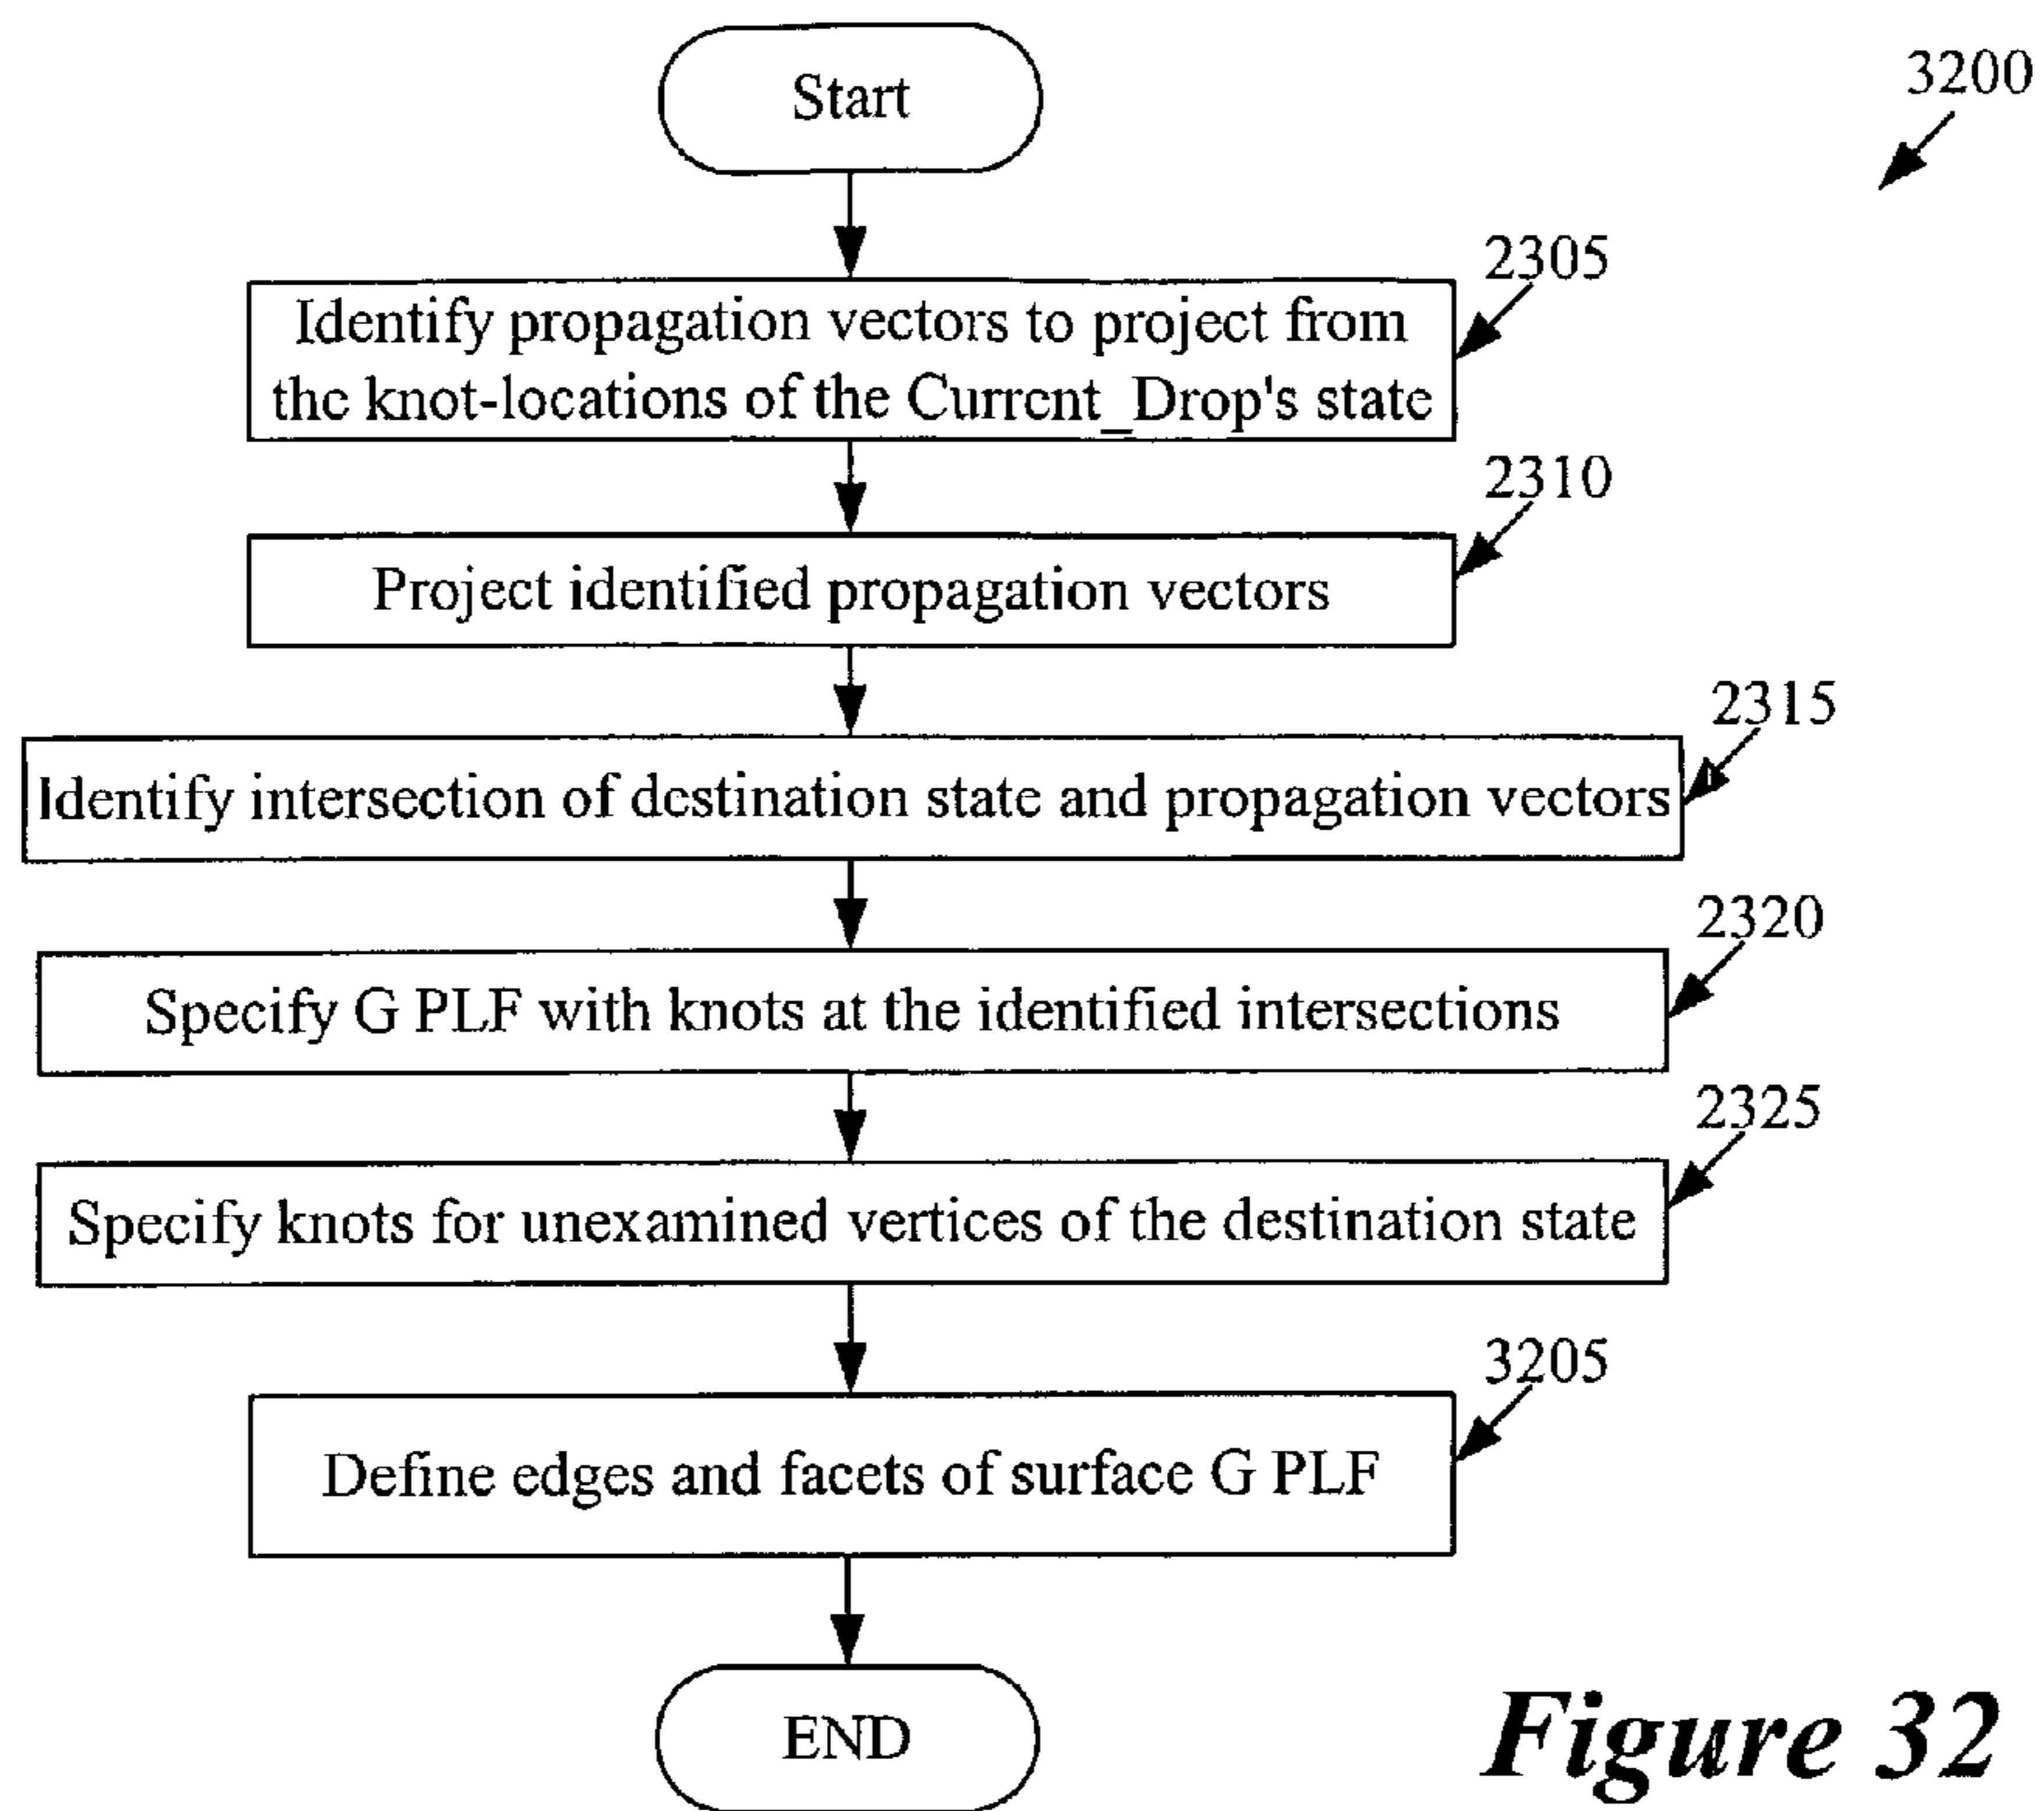 Start
3200
2305
Identify propagation vectors to project from
the knot-locations of the Current_Drop's state
2310
Project identified propagation vectors
2315
Identify intersection of destination state and propagation vectors
2320
Specify G PLF with knots at the identified intersections
2325
Specify knots for unexamined vertices of the destination state
3205
Define edges and facets of surface G PLF
END
Figure 32